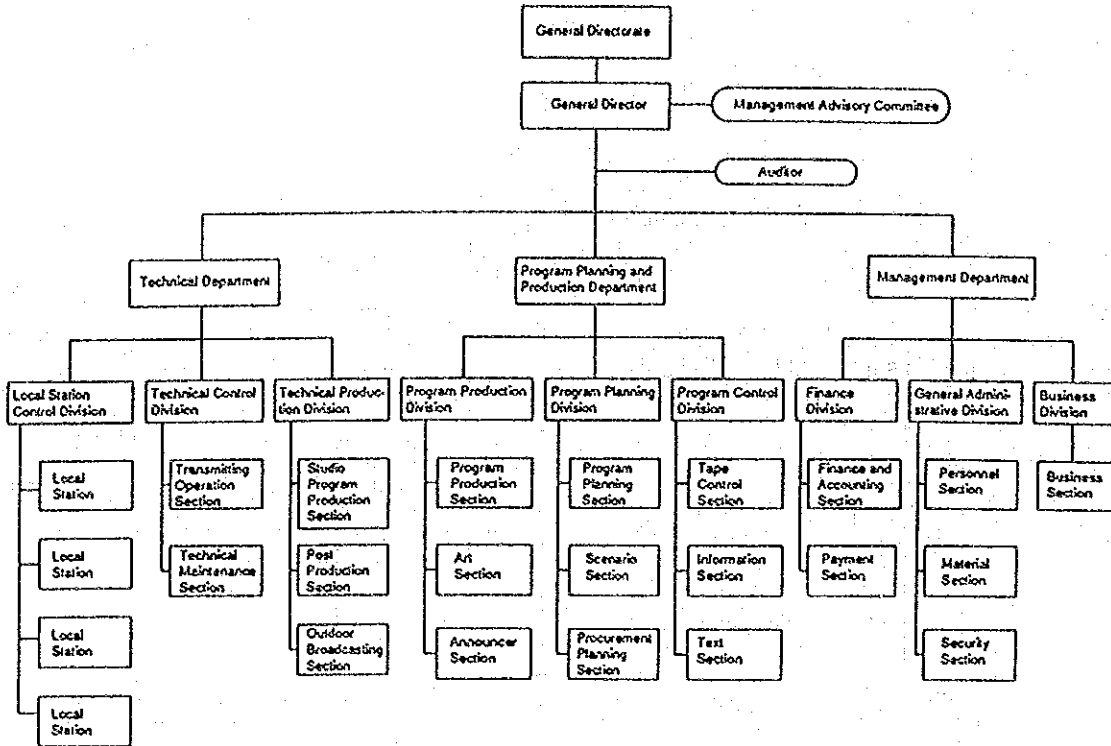 General Directorate
General Director
Management Advisory Committee
Auditor
Technical Department
Program Planning and
Production Department
Management Department
Local Station
Control Division
Technical Control
Division
Technical Produc-
tion Division
Program Production
Division
Program Planning
Division
Program Control
Division
Finance
Division
General Admini-
strative Division
Business
Division
Local
Station
Transmitting
Operation
Section
Studio
Program
Production
Section
Program
Production
Section
Program
Planning
Section
Tape
Control
Section
Finance and
Accounting
Section
Personnel
Section
Business
Section
Local
Station
Technical
Maintenance
Section
Post
Production
Section
Art
Section
Scenario
Section
Information
Section
Payment
Section
Material
Section
Local
Station
Outdoor
Broadcasting
Section
Announcer
Section
Procurement
Planning
Section
Text
Section
Security
Section
Local
Station